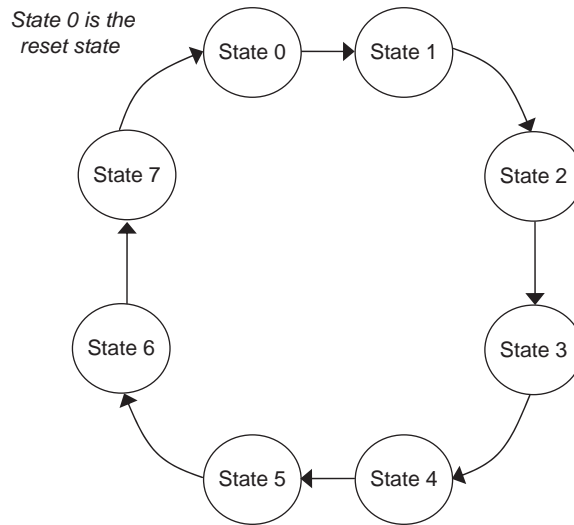 State 0 is the
reset state
State 0
State 1
State 2
State 3
State 4
State 5
State 6
State 7